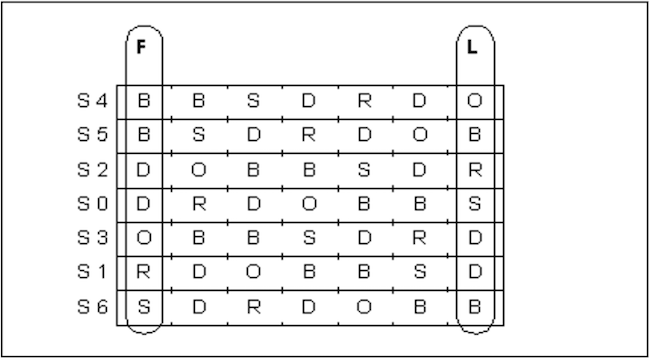 F L
S 4 B B S D R D O
S 5 B S D R D O B
S 2 D O B B S D R
S 0 D R D O B B S
S 3 O B B S D R D
S 1 R D O B B S D
S 6 S D R D O B B